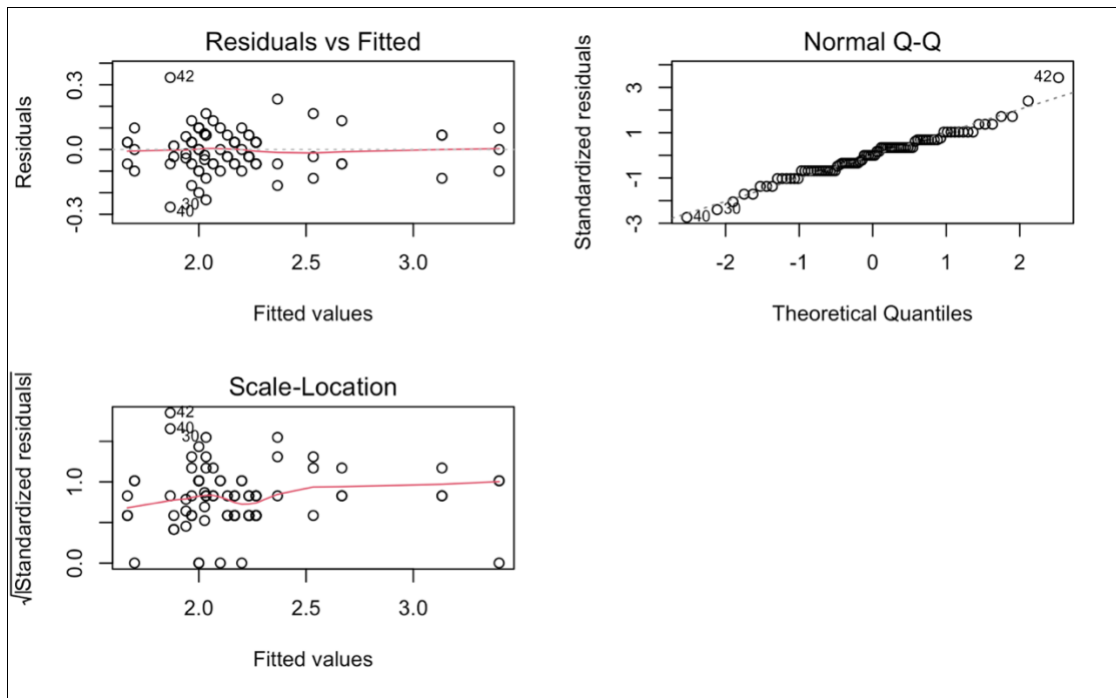 Residuals vs Fitted
Residuals
0.3
0.0
-0.3
42
30
40
2.0 2.5 3.0
Fitted values
Normal Q-Q
Standardized residuals
3
1
-1
-3
42
40 30
-2 -1 0 1 2
Theoretical Quantiles
Scale-Location
√|Standardized residuals|
1.0
0.0
42
40
30
2.0 2.5 3.0
Fitted values